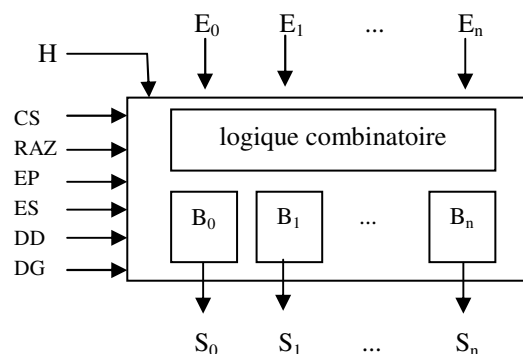 E0 E1 ... En
H
CS
RAZ
EP
ES
DD
DG
logique combinatoire
B0 B1 ... Bn
S0 S1 ... Sn